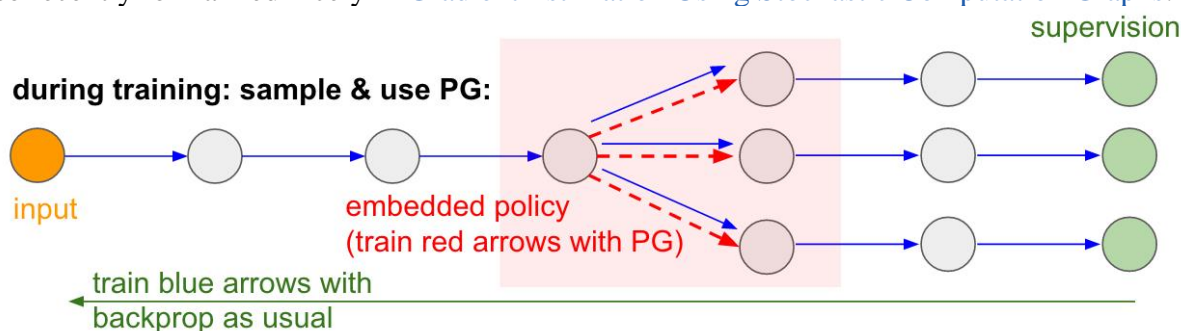 supervision
during training: sample & use PG:
input
embedded policy
(train red arrows with PG)
train blue arrows with
backprop as usual